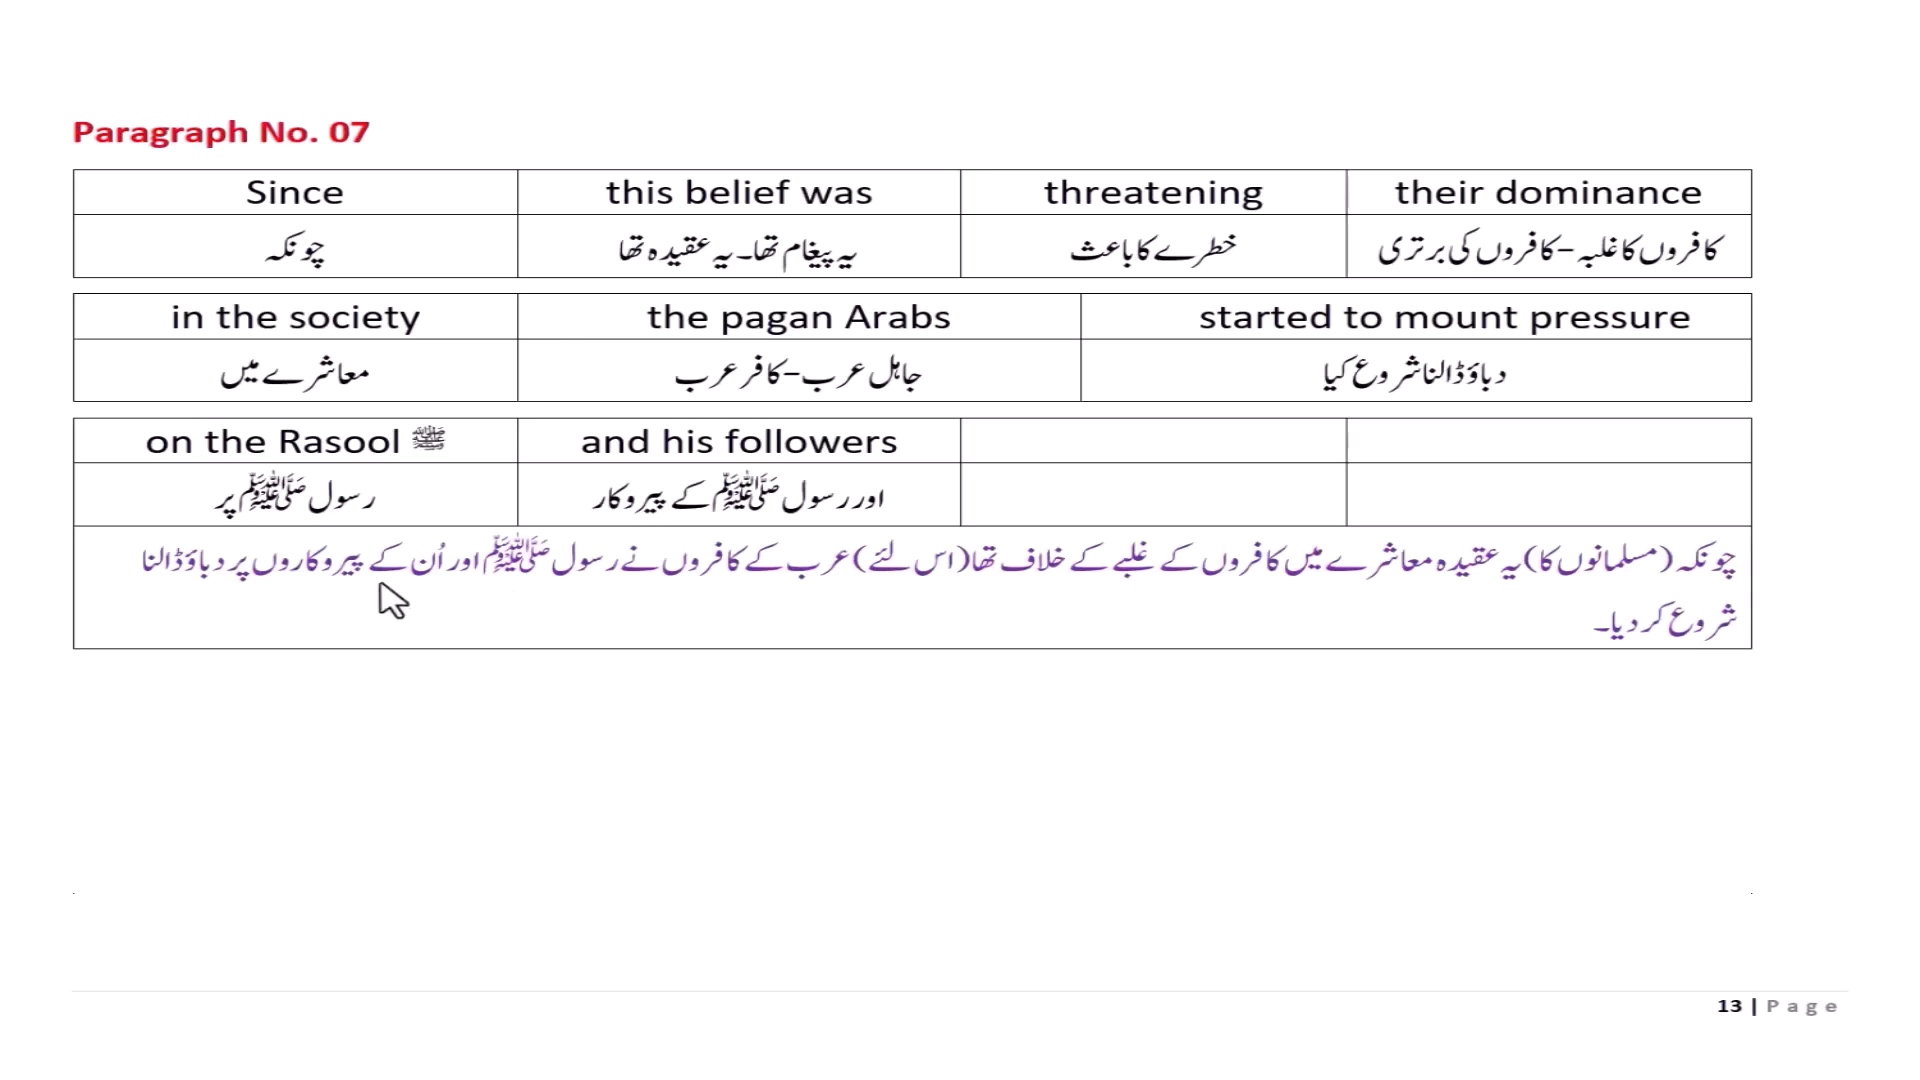 Paragraph No. 07
Since this belief was threatening their dominance
چونکہ یہ پیغام تھا۔ یہ عقیدہ تھا خطرے کا باعث کافروں کا غلبہ – کافروں کی برتری
in the society the pagan Arabs started to mount pressure
معاشرے میں جاہل عرب – کافر عرب دباؤ ڈالنا شروع کیا
on the Rasool ﷺ and his followers
رسول ﷺ پر اور رسول ﷺ کے پیروکار
چونکہ (مسلمانوں کا) یہ عقیدہ معاشرے میں کافروں کے غلبے کے خلاف تھا (اس لئے) عرب کے کافروں نے رسول ﷺ اور اُن کے پیروکاروں پر دباؤ ڈالنا
شروع کر دیا۔
13 | Page